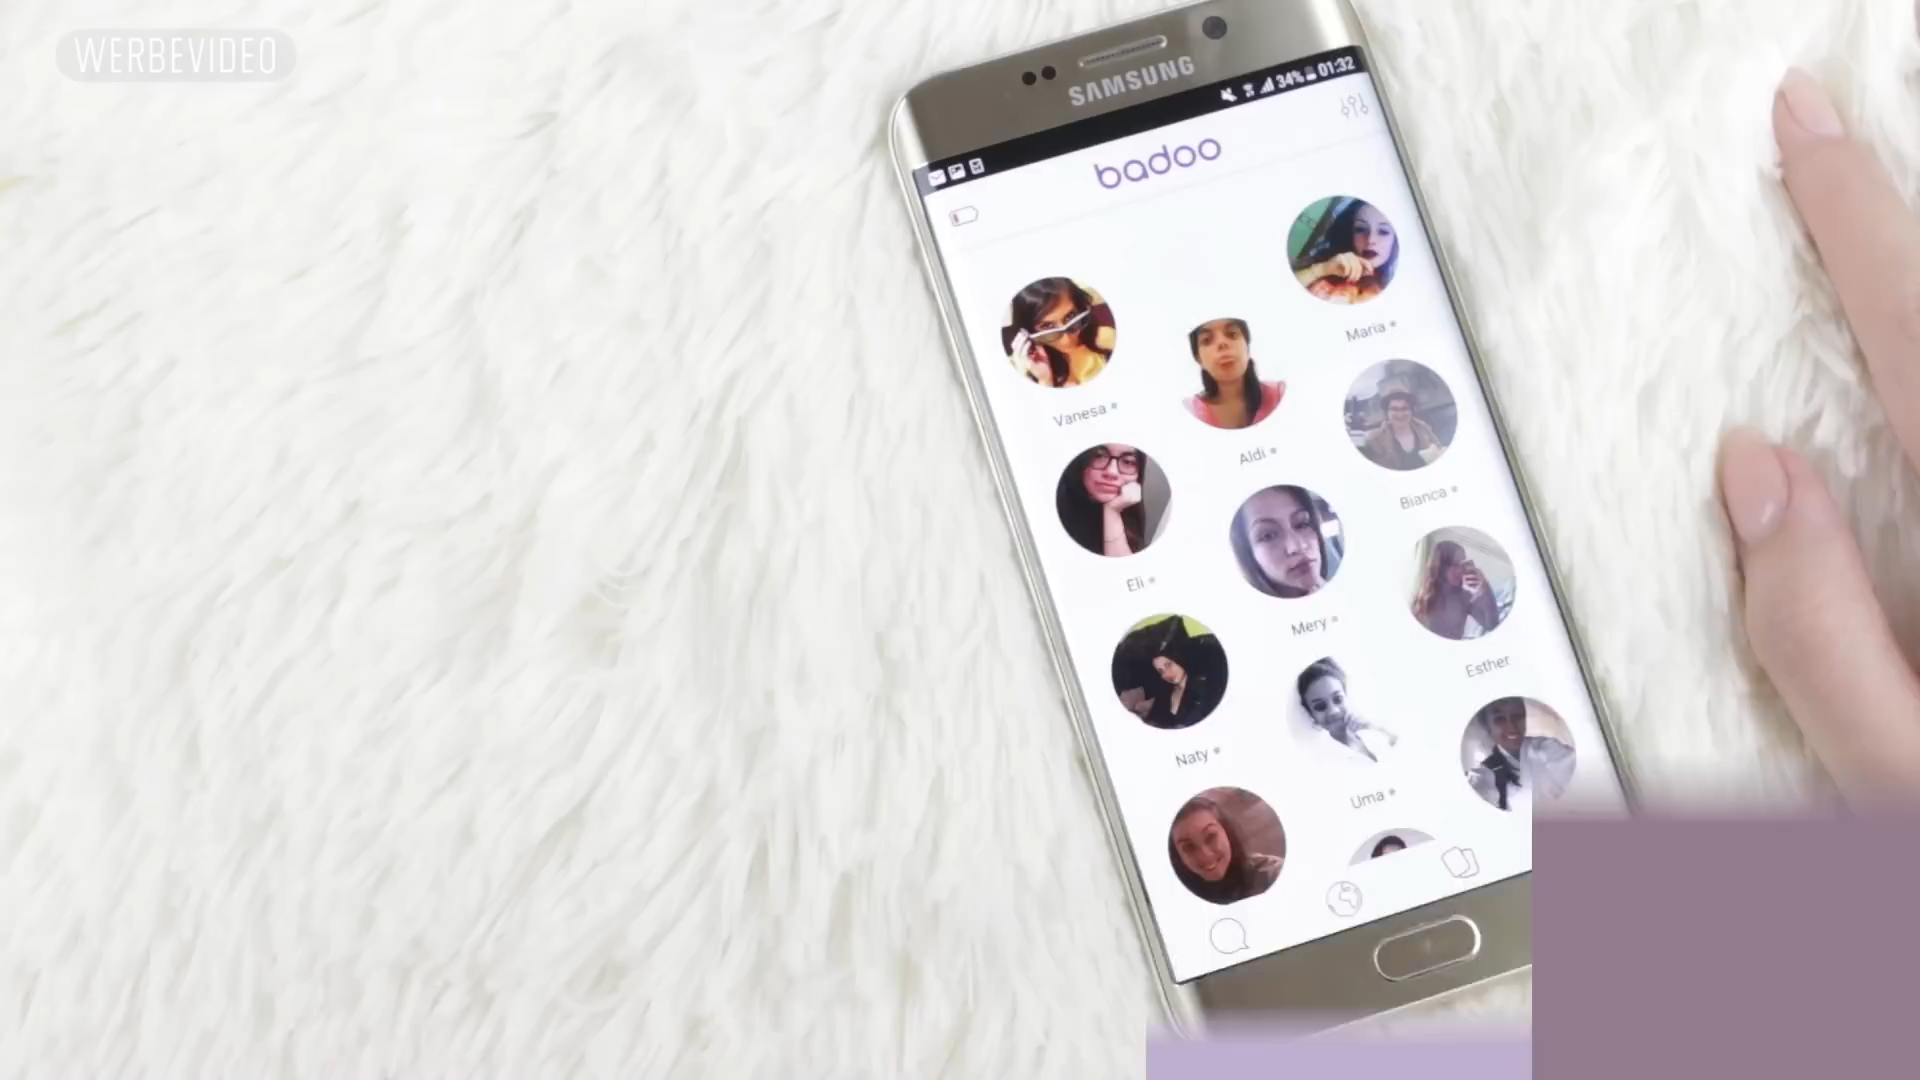 WERBEVIDEO
SAMSUNG
34% 01:32
badoo
Maria
Vanesa
Aldi
Bianca
Eli
Mery
Esther
Naty
Uma